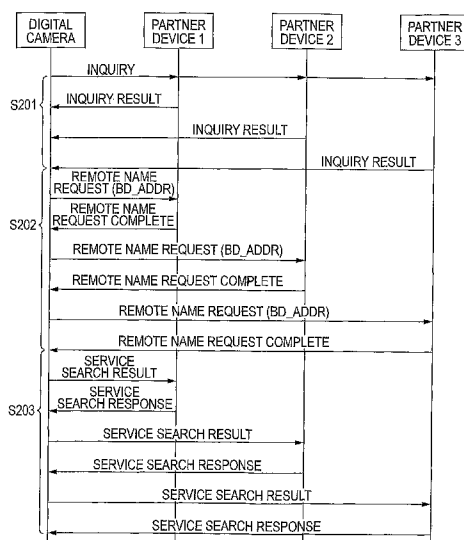 DIGITAL
CAMERA
PARTNER
DEVICE 1
PARTNER
DEVICE 2
PARTNER
DEVICE 3
INQUIRY
S201
INQUIRY RESULT
INQUIRY RESULT
INQUIRY RESULT
REMOTE NAME
REQUEST (BD_ADDR)
S202
REMOTE NAME
REQUEST COMPLETE
REMOTE NAME REQUEST (BD_ADDR)
REMOTE NAME REQUEST COMPLETE
REMOTE NAME REQUEST (BD_ADDR)
REMOTE NAME REQUEST COMPLETE
SERVICE
SEARCH RESULT
SERVICE
SEARCH RESPONSE
S203
SERVICE SEARCH RESULT
SERVICE SEARCH RESPONSE
SERVICE SEARCH RESULT
SERVICE SEARCH RESPONSE